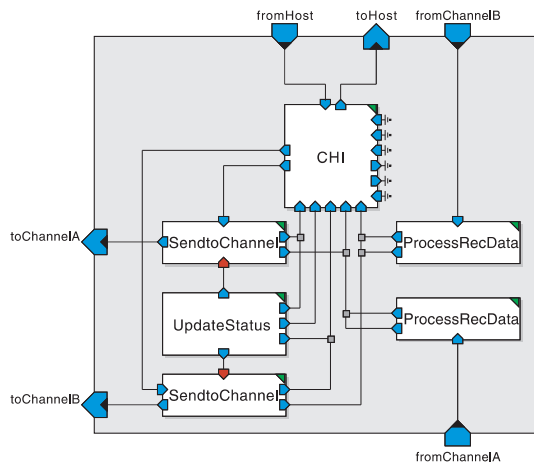 fromHost
toHost
fromChannelB
CHI
toChannelA
SendtoChannel
ProcessRecData
UpdateStatus
ProcessRecData
SendtoChannel
toChannelB
fromChannelA